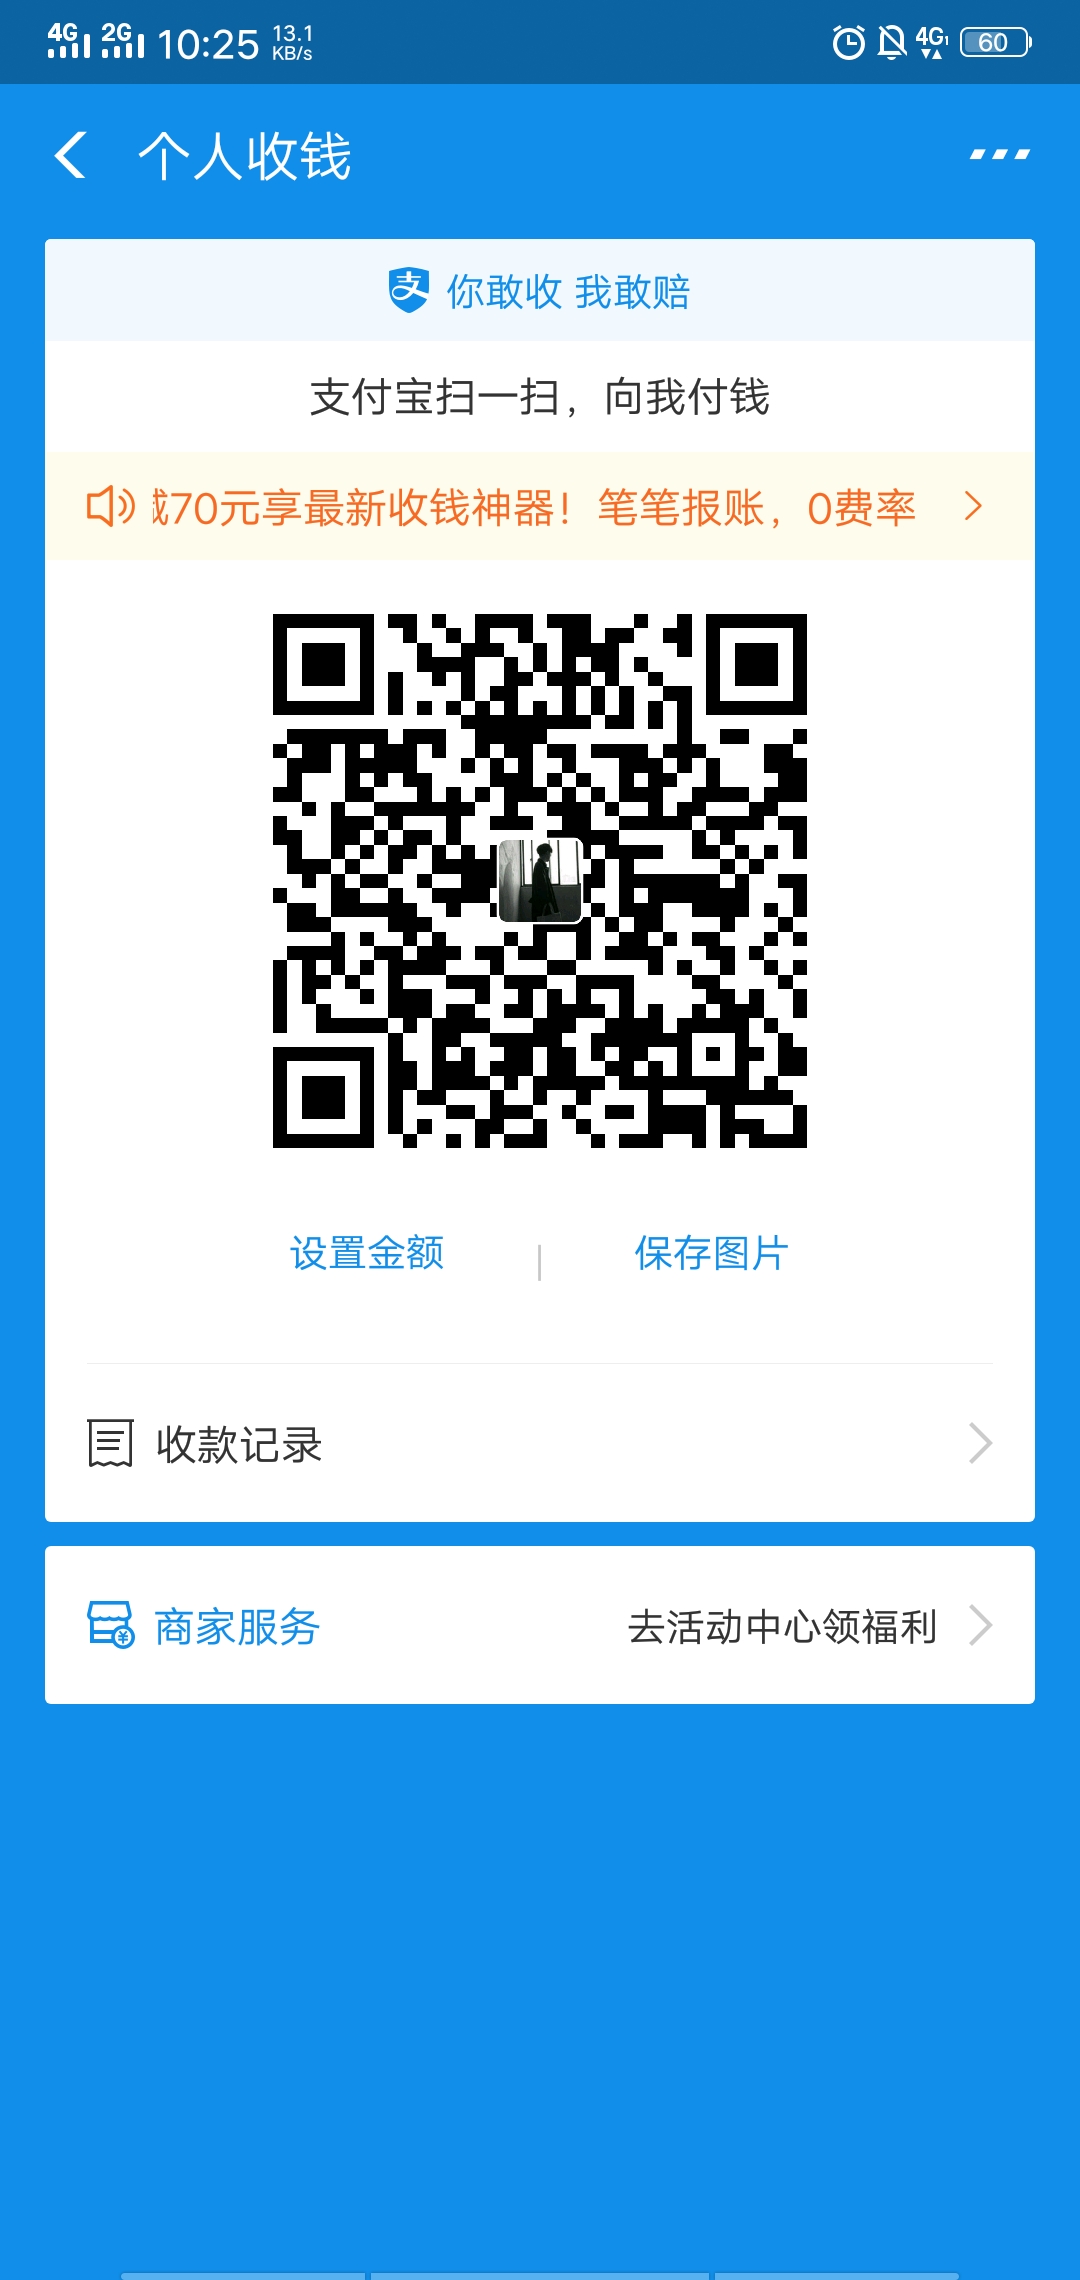 4G 2G 10:25 13.1 KB/s 4G 60
个人收钱
支 你敢收 我敢赔
支付宝扫一扫，向我付钱
70元享最新收钱神器！笔笔报账，0费率
设置金额 | 保存图片
收款记录
商家服务 去活动中心领福利